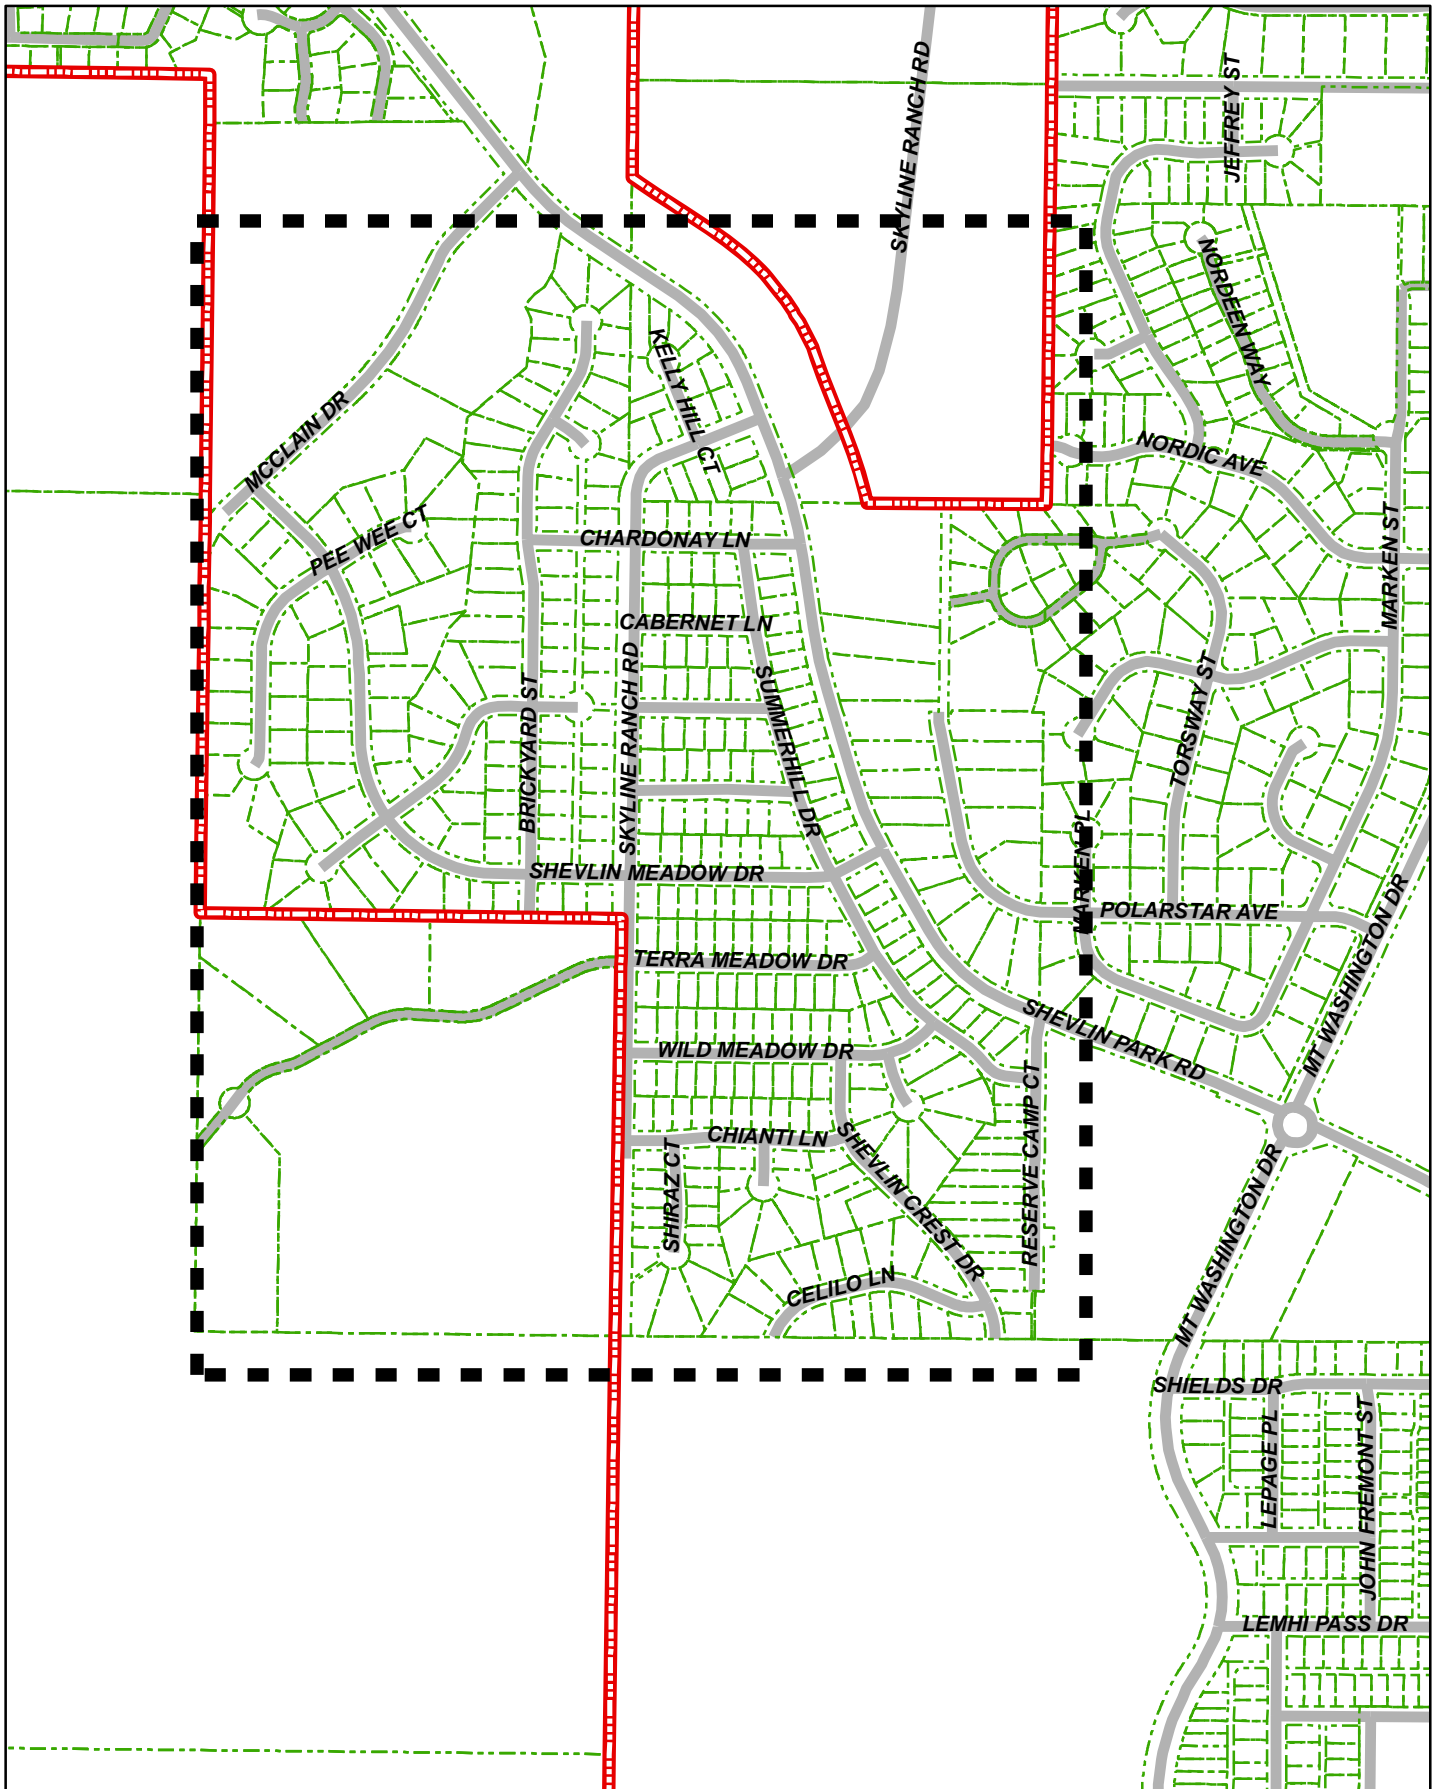 SKYLINE RANCH RD
JEFFREY ST
NORDEEN WAY
KELLY HILL CT
MCCLAIN DR
NORDIC AVE
PEE WEE CT
CHARDONAY LN
MARKEN ST
CABERNET LN
SKYLINE RANCH RD
SUMMERHILL DR
TORSWAY ST
BRICKYARD ST
MARKEN PL
SHEVLIN MEADOW DR
POLARSTAR AVE
MT WASHINGTON DR
TERRA MEADOW DR
SHEVLIN PARK RD
WILD MEADOW DR
RESERVE CAMP CT
CHIANTI LN
SHEVLIN CREST DR
SHIRAZ CT
MT WASHINGTON DR
CELILO LN
SHIELDS DR
LEPAGE PL
JOHN FREMONT ST
LEMHI PASS DR